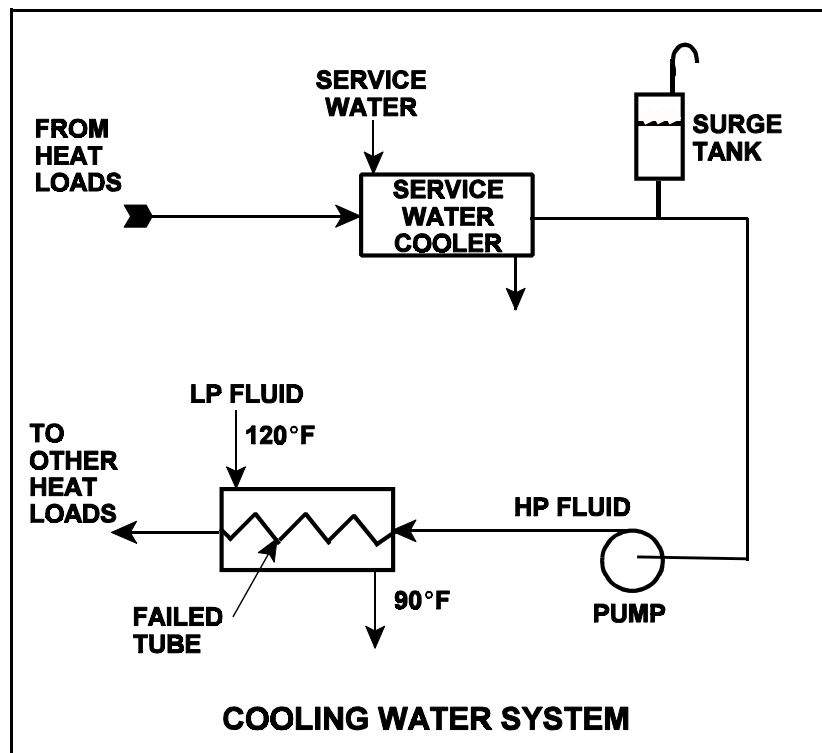 SERVICE
WATER
FROM
HEAT
LOADS
SURGE
TANK
SERVICE
WATER
COOLER
LP FLUID
120°F
TO
OTHER
HEAT
LOADS
HP FLUID
FAILED
TUBE
90°F
PUMP
COOLING WATER SYSTEM